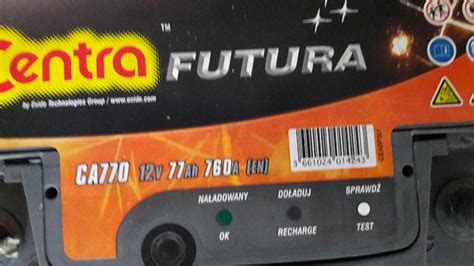 Centra ™
FUTURA
by Exide Technologies Group / www.exide.com
3 661024 014243
CA770 12V 77Ah 760A (EN)
NAŁADOWANY DOŁADUJ SPRAWDŹ
OK RECHARGE TEST